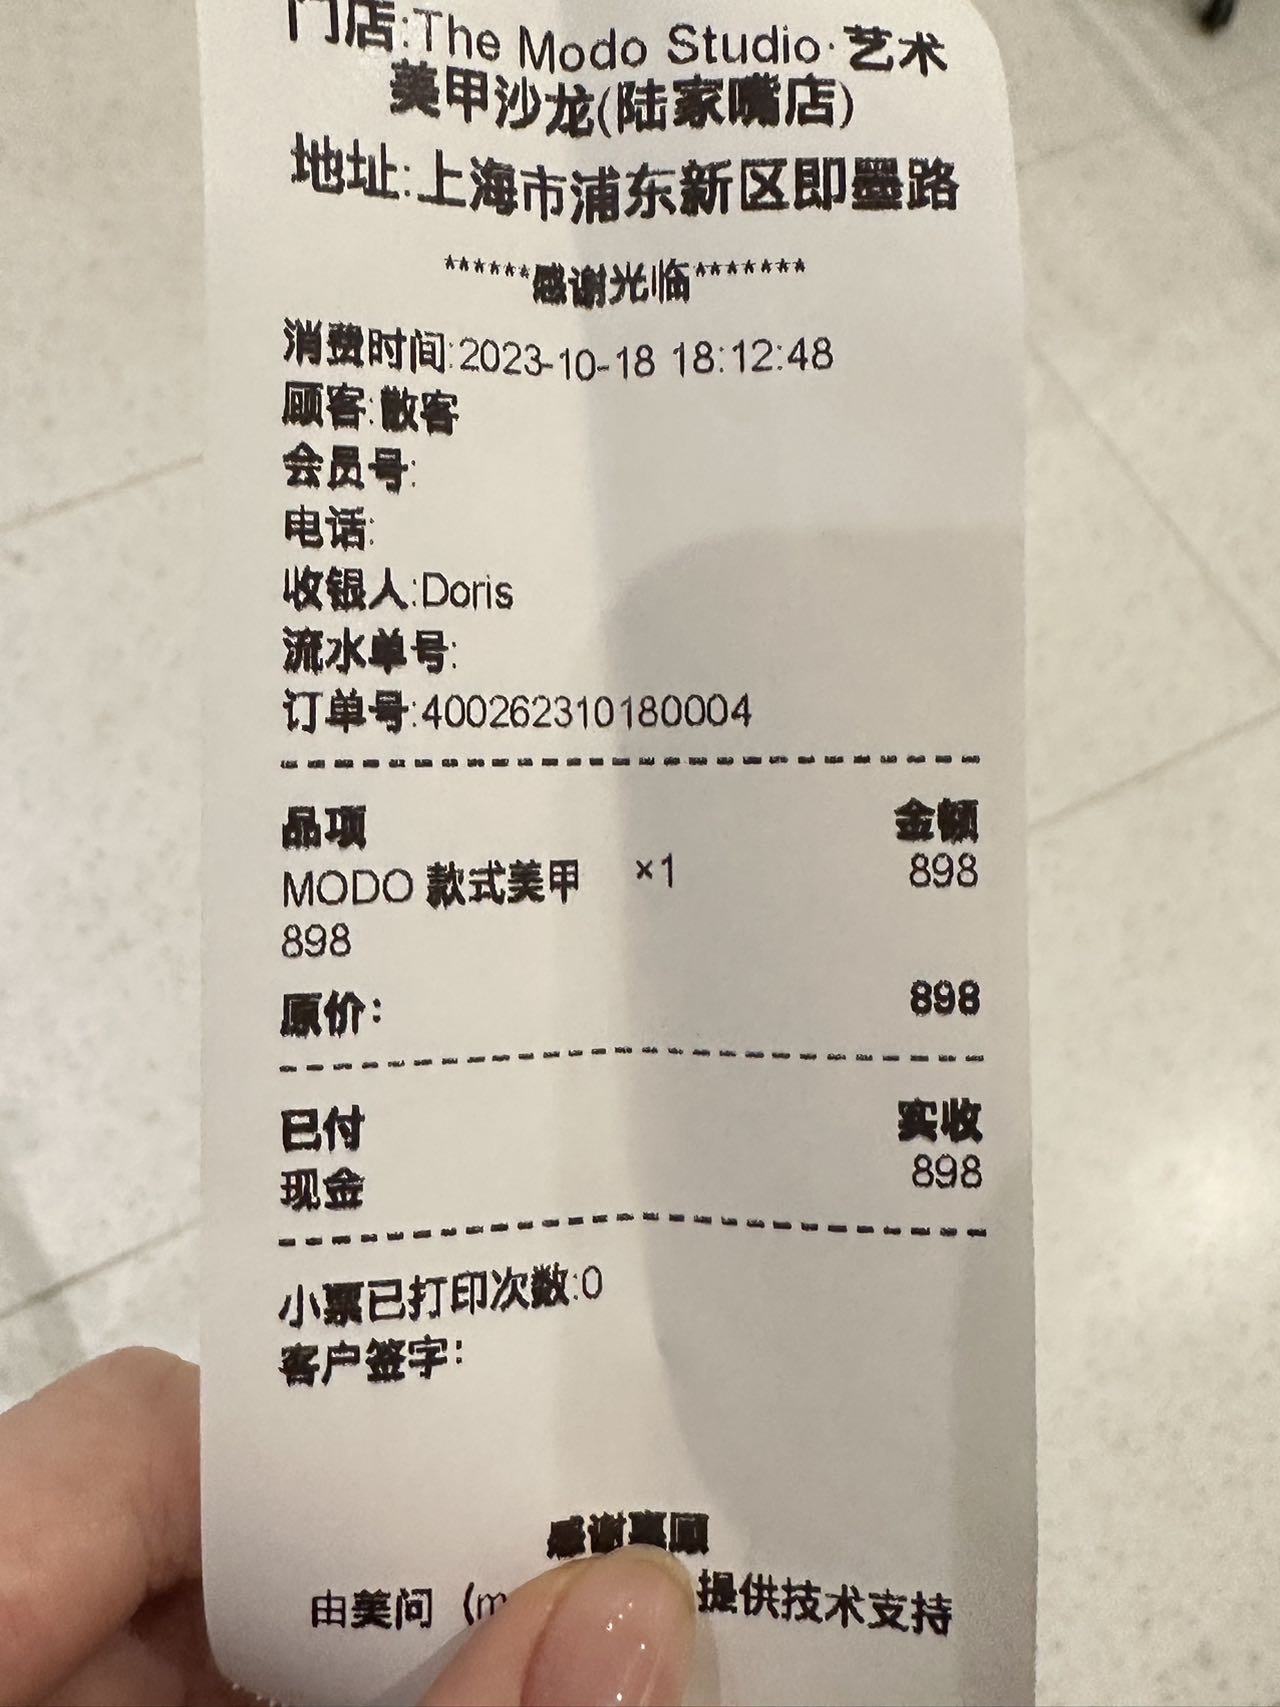 门店:The Modo Studio·艺术
美甲沙龙(陆家嘴店)
地址:上海市浦东新区即墨路
******感谢光临*******
消费时间:2023-10-18 18:12:48
顾客:散客
会员号:
电话:
收银人:Doris
流水单号:
订单号:400262310180004
品项 金额
MODO 款式美甲 ×1 898
898
原价: 898
已付 实收
现金 898
小票已打印次数:0
客户签字:
感谢惠顾
由美问 (m 提供技术支持